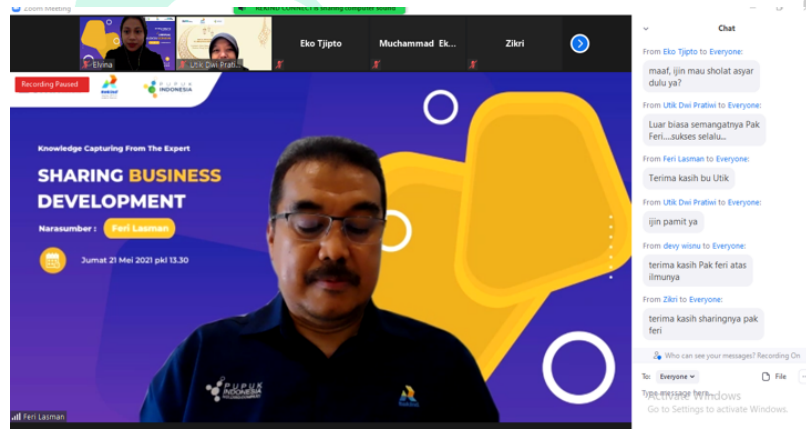 Zoom Meeting
REKIND CONNECT is sharing computer sound
Elvina
Utik Dwi Prati...
Eko Tjipto
Muchammad Ek...
Zikri
Recording Paused
PUPUK
INDONESIA
Knowledge Capturing From The Expert
SHARING BUSINESS
DEVELOPMENT
Narasumber :
Feri Lasman
Jumat 21 Mei 2021 pkl 13.30
PUPUK
INDONESIA
Feri Lasman
Chat
From Eko Tjipto to Everyone:
maaf, ijin mau sholat asyar
dulu ya?
From Utik Dwi Pratiwi to Everyone:
Luar biasa semangatnya Pak
Feri....sukses selalu...
From Feri Lasman to Everyone:
Terima kasih bu Utik
From Utik Dwi Pratiwi to Everyone:
ijin pamit ya
From devy wisnu to Everyone:
terima kasih Pak feri atas
ilmunya
From Zikri to Everyone:
terima kasih sharingnya pak
feri
Who can see your messages? Recording On
To: Everyone
File
Type message here...
Activate Windows
Go to Settings to activate Windows.